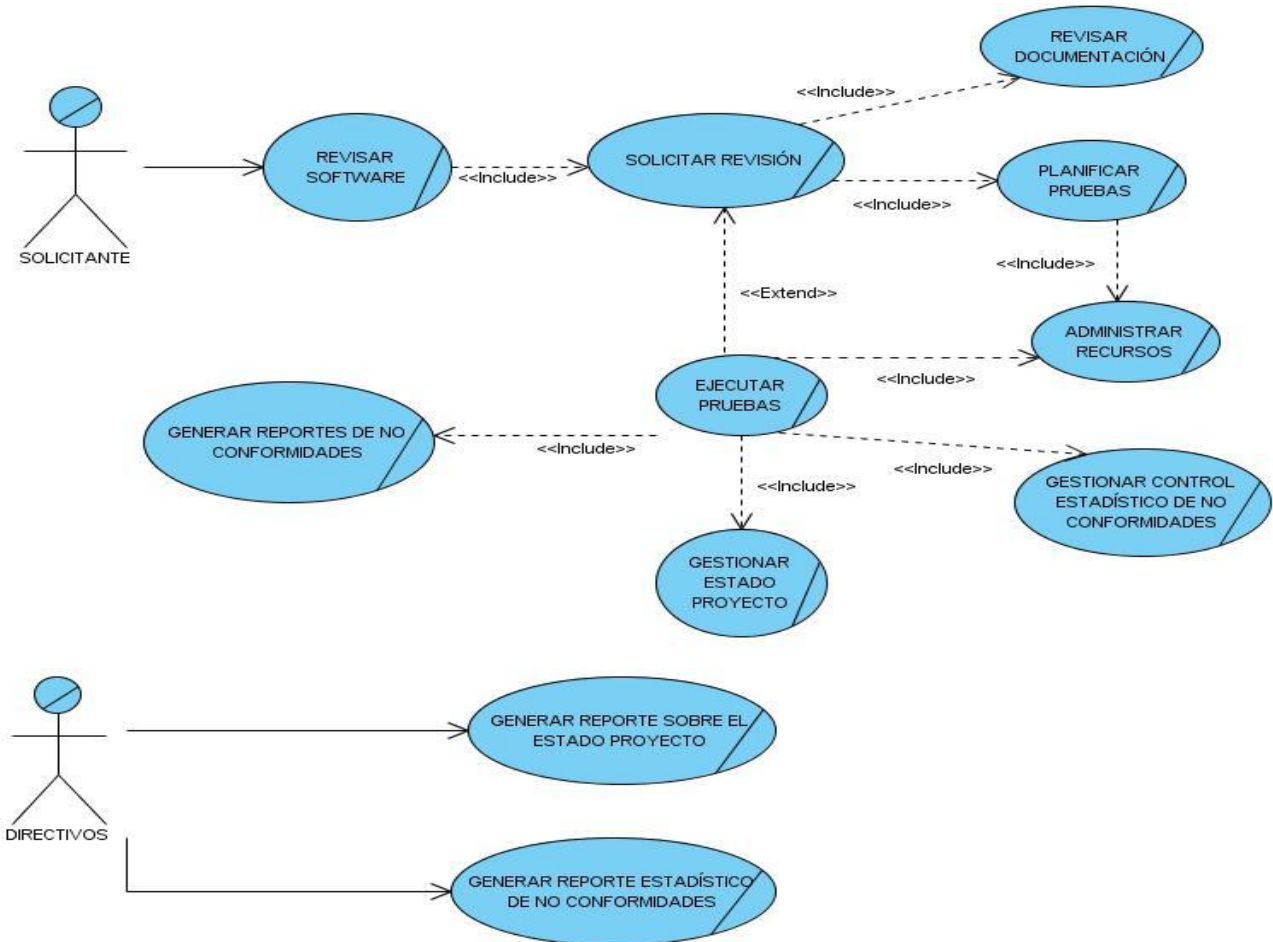 REVISAR
DOCUMENTACIÓN
<<Include>>
REVISAR
SOFTWARE
<<Include>>
SOLICITAR REVISIÓN
PLANIFICAR
PRUEBAS
<<Include>>
SOLICITANTE
<<Include>>
<<Extend>>
ADMINISTRAR
RECURSOS
EJECUTAR
PRUEBAS
<<Include>>
GENERAR REPORTES DE NO
CONFORMIDADES
<<Include>>
<<Include>>
GESTIONAR CONTROL
ESTADÍSTICO DE NO
CONFORMIDADES
<<Include>>
GESTIONAR
ESTADO
PROYECTO
GENERAR REPORTE SOBRE EL
ESTADO PROYECTO
DIRECTIVOS
GENERAR REPORTE ESTADÍSTICO
DE NO CONFORMIDADES